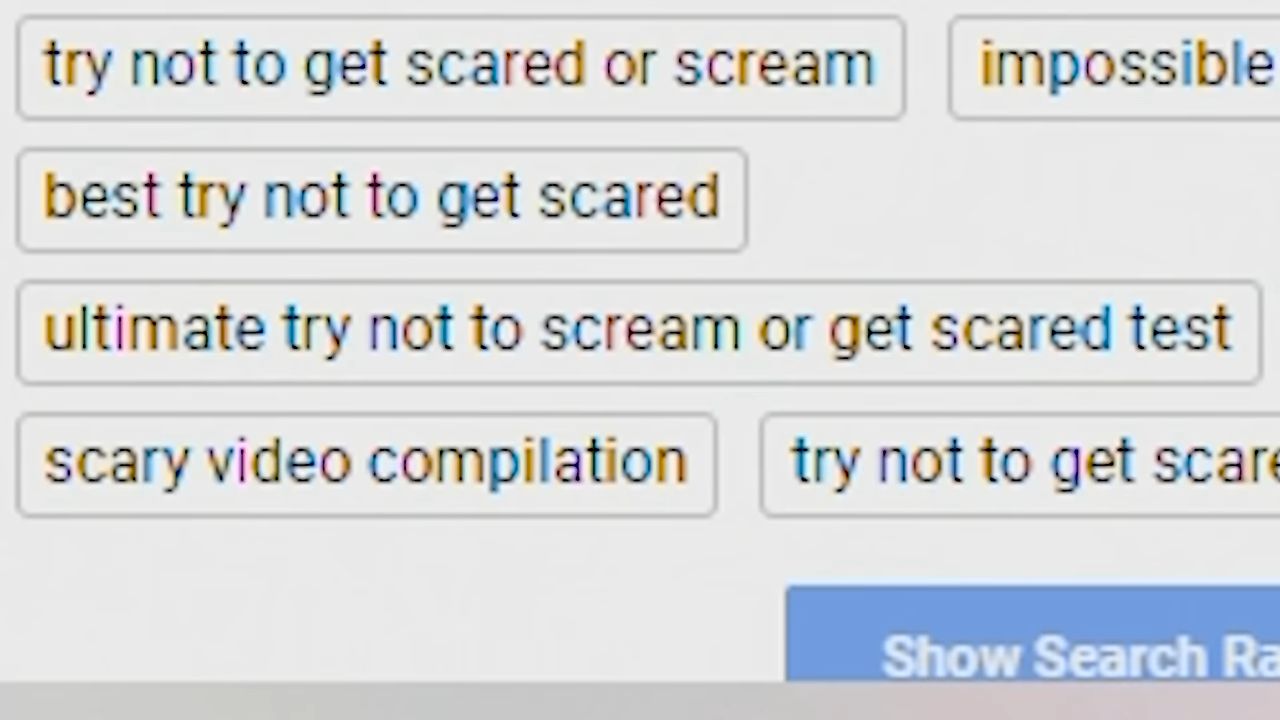 try not to get scared or scream impossible
best try not to get scared
ultimate try not to scream or get scared test
scary video compilation try not to get
Show Search